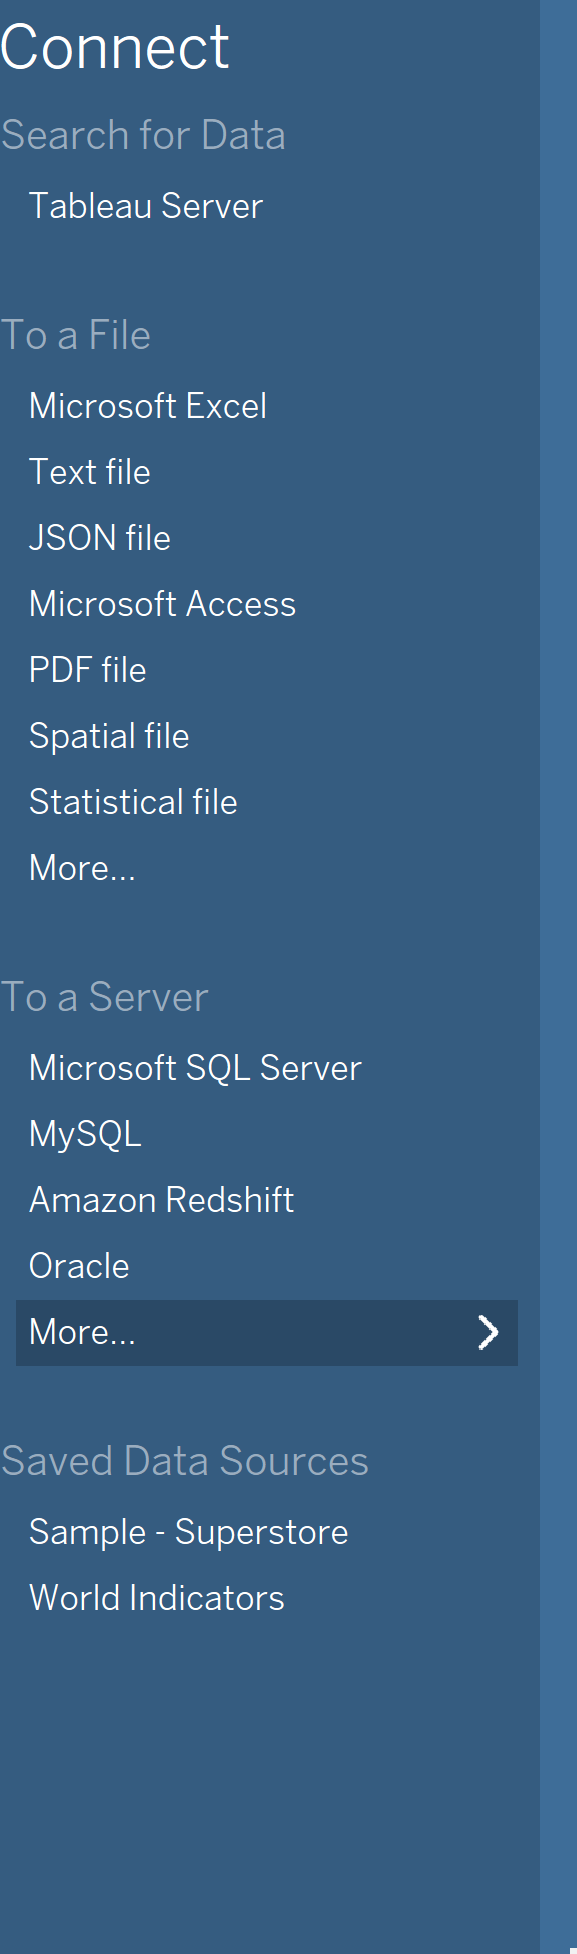 Connect
Search for Data
Tableau Server
To a File
Microsoft Excel
Text file
JSON file
Microsoft Access
PDF file
Spatial file
Statistical file
More...
To a Server
Microsoft SQL Server
MySQL
Amazon Redshift
Oracle
More...
Saved Data Sources
Sample - Superstore
World Indicators